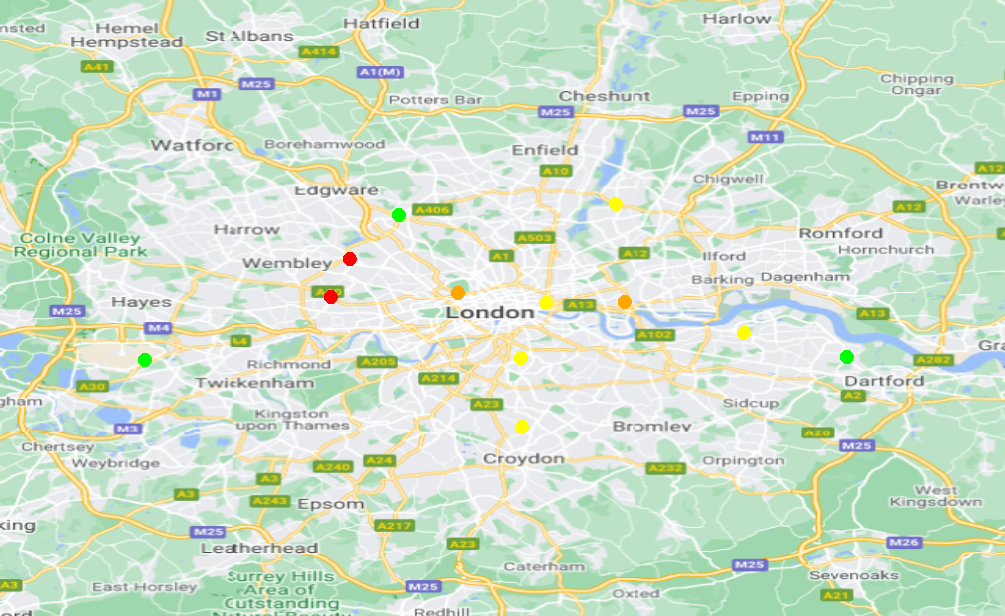 msted
Hemel
Hempstead
St Albans
Hatfield
Harlow
A414
A41
M25
A1(M)
Chipping
Ongar
M1
Potters Bar
Cheshunt
Epping
M25
M25
M11
Watford
Borehamwood
Enfield
A10
A12
Edgware
Chigwell
Brentw
Warley
A406
A12
Harrow
Colne Valley
Regional Park
A503
Romford
Hornchurch
A1
A12
Ilford
Wembley
Barking
Dagenham
Hayes
M25
London
A13
A13
M4
A4
A102
Gra
Richmond
A205
A282
A30
Twickenham
A214
Dartford
A2
gham
M3
Kingston
upon Thames
A23
Sidcup
Bromley
A20
M25
Chertsey
Weybridge
A240
A24
Croydon
A232
Orpington
A3
A3
A243
Epsom
West
Kingsdown
king
M25
A217
A23
M26
Leatherhead
Caterham
M25
Sevenoaks
A3
East Horsley
Surrey Hills
Area of
Outstanding
Natural Beauty
M25
Oxted
A21
ord
Redhill